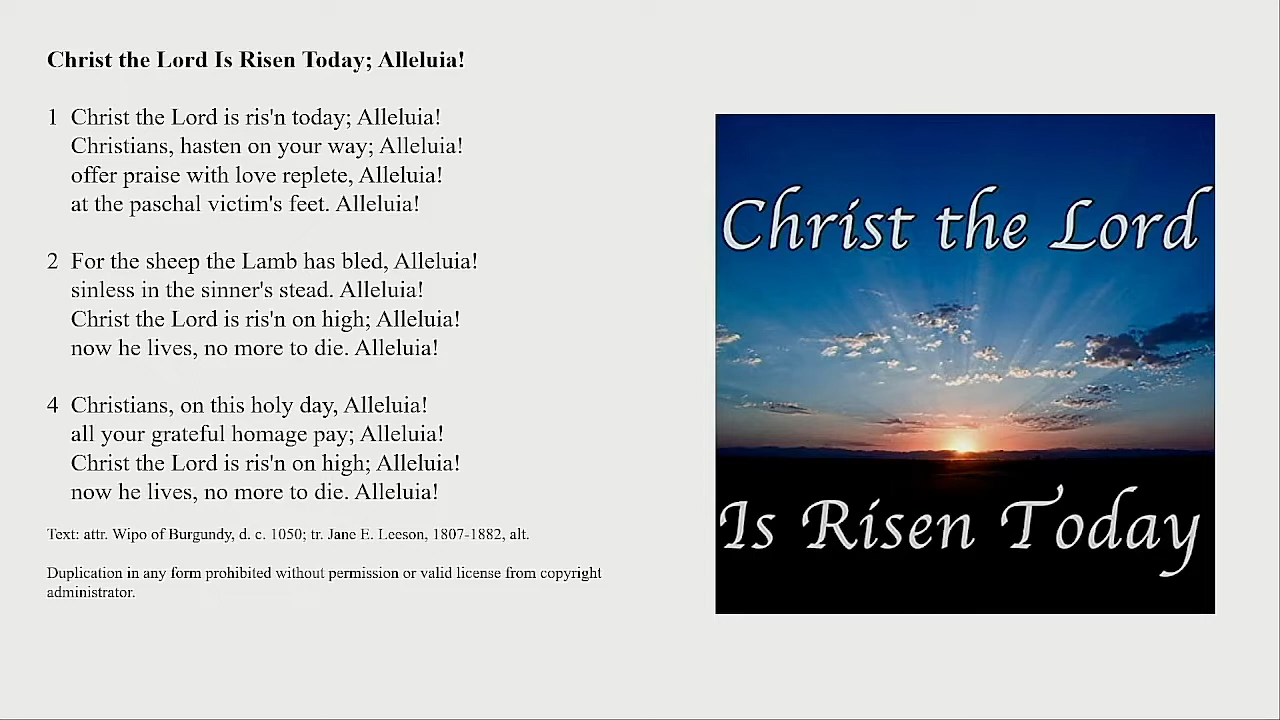 Christ the Lord Is Risen Today; Alleluia!
1 Christ the Lord is ris'n today; Alleluia!
Christians, hasten on your way; Alleluia!
offer praise with love replete, Alleluia!
at the paschal victim's feet. Alleluia!
2 For the sheep the Lamb has bled, Alleluia!
sinless in the sinner's stead. Alleluia!
Christ the Lord is ris'n on high; Alleluia!
now he lives, no more to die. Alleluia!
4 Christians, on this holy day, Alleluia!
all your grateful homage pay; Alleluia!
Christ the Lord is ris'n on high; Alleluia!
now he lives, no more to die. Alleluia!
Text: attr. Wipo of Burgundy, d. c. 1050; tr. Jane E. Leeson, 1807-1882, alt.
Duplication in any form prohibited without permission or valid license from copyright
administrator.
Christ the Lord
Is Risen Today